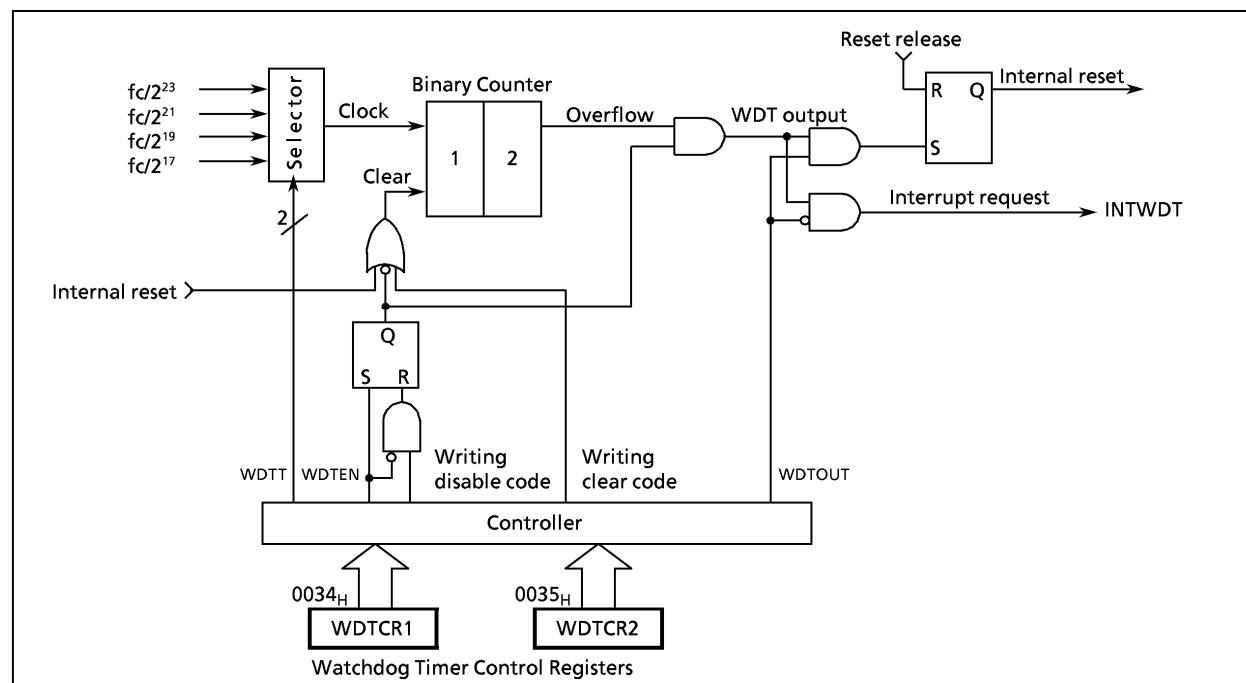 Reset release
fc/2²³
fc/2²¹
fc/2¹⁹
fc/2¹⁷
Selector
Clock
Binary Counter
1 2
Clear
Overflow
WDT output
R Q
S
Internal reset
Interrupt request
INTWDT
2
Internal reset
Q
S R
WDTT
WDTEN
Writing
disable code
Writing
clear code
WDTOUT
Controller
0034H
0035H
WDTCR1
WDTCR2
Watchdog Timer Control Registers